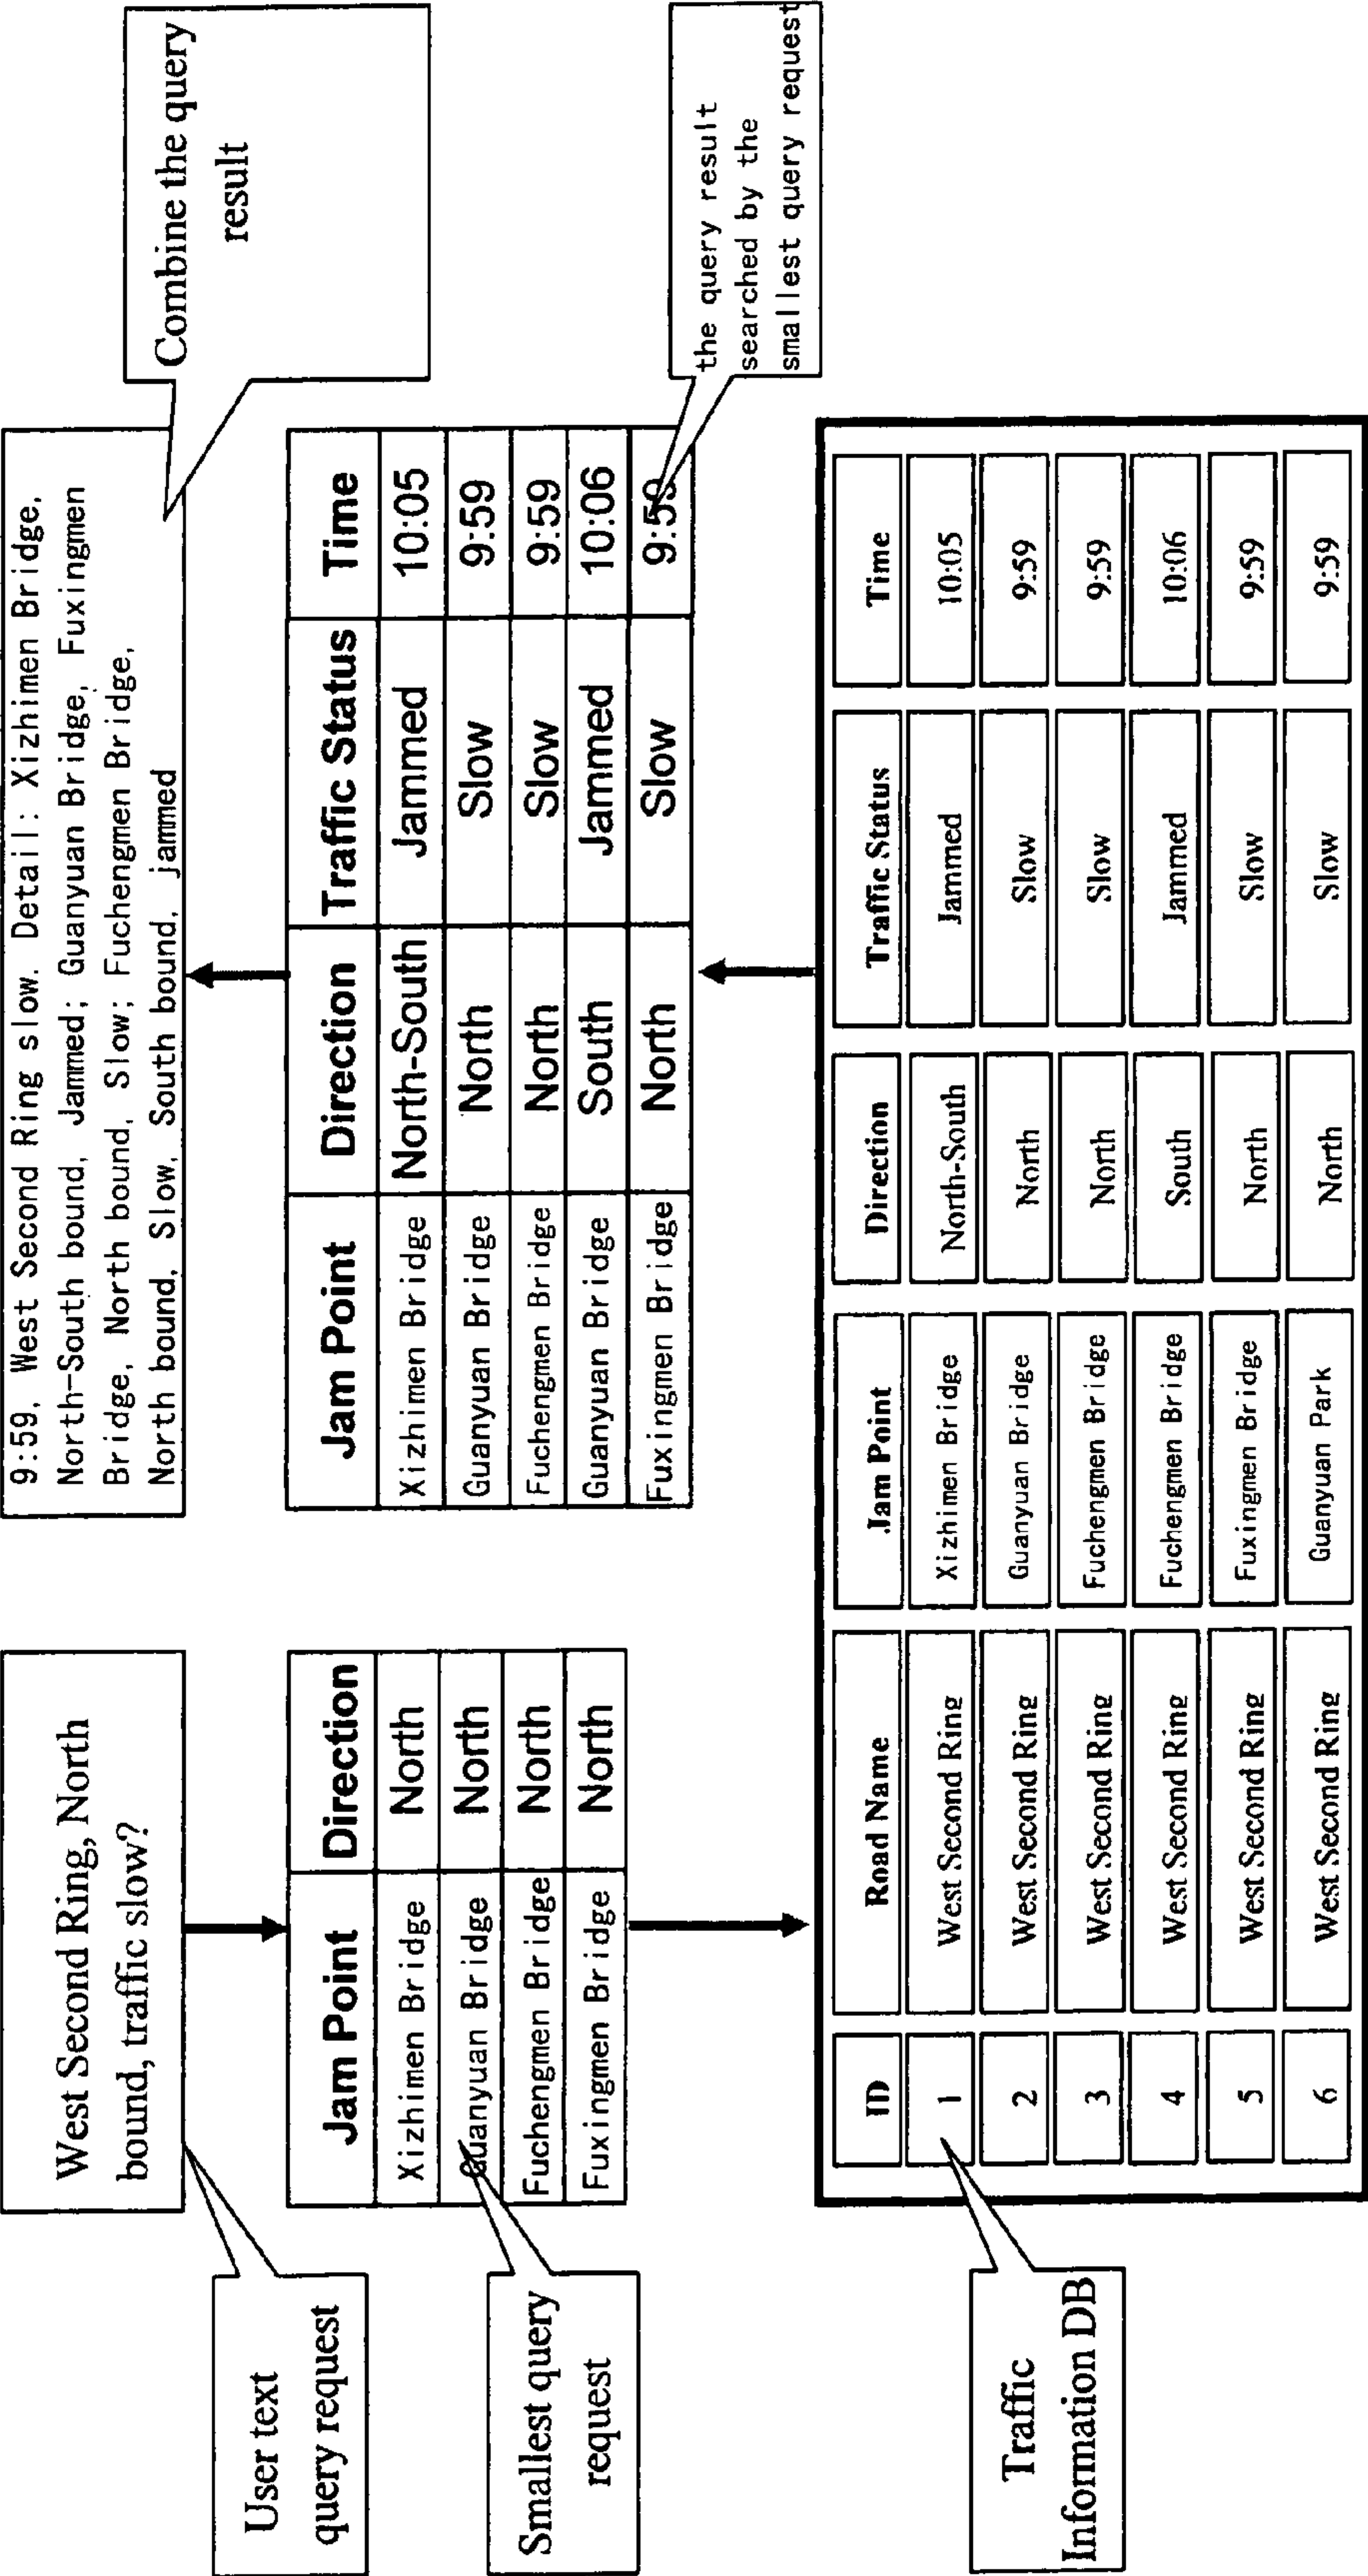 User text
query request
West Second Ring, North
bound, traffic slow?
Smallest query
request
Jam Point Direction
Xizhimen Bridge North
Guanyuan Bridge North
Fuchengmen Bridge North
Fuxingmen Bridge North
9:59, West Second Ring slow. Detail: Xizhimen Bridge,
North-South bound, Jammed; Guanyuan Bridge, Fuxingmen
Bridge, North bound, Slow; Fuchengmen Bridge,
North bound, Slow, South bound, jammed
Combine the query
result
Jam Point Direction Traffic Status Time
Xizhimen Bridge North-South Jammed 10:05
Guanyuan Bridge North Slow 9:59
Fuchengmen Bridge North Slow 9:59
Guanyuan Bridge South Jammed 10:06
Fuxingmen Bridge North Slow 9:59
the query result
searched by the
smallest query request
Traffic
Information DB
ID Road Name Jam Point Direction Traffic Status Time
1 West Second Ring Xizhimen Bridge North-South Jammed 10:05
2 West Second Ring Guanyuan Bridge North Slow 9:59
3 West Second Ring Fuchengmen Bridge North Slow 9:59
4 West Second Ring Fuchengmen Bridge South Jammed 10:06
5 West Second Ring Fuxingmen Bridge North Slow 9:59
6 West Second Ring Guanyuan Park North Slow 9:59